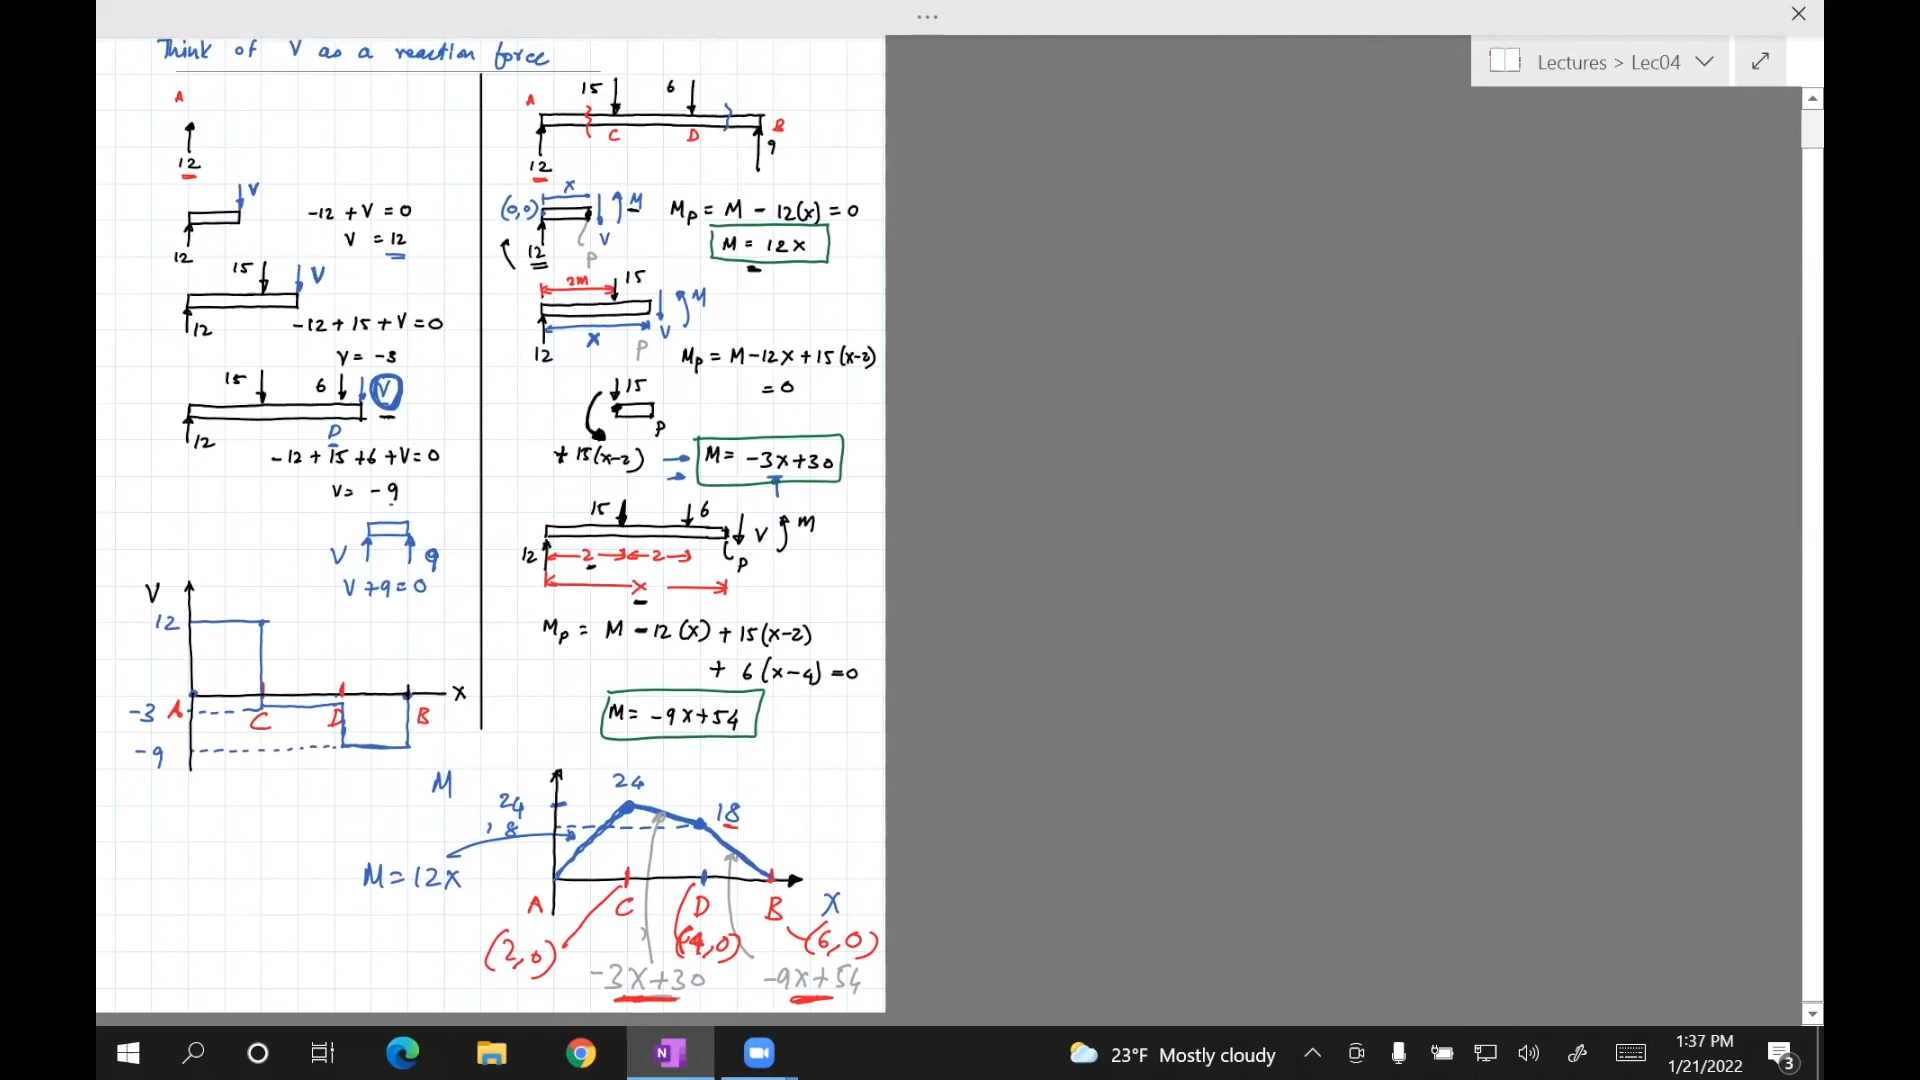 ...
Lectures > Lec04
Think of V as a reaction force
A
12
V
12
-12 + V = 0
V = 12
15
V
12
-12 + 15 + V = 0
V = -3
15
6
V
12
D
-12 + 15 + 6 + V = 0
V = -9
V
9
V + 9 = 0
V
12
-3
A
C
D
B
X
-9
15
6
A
C
D
B
12
9
X
(0,0)
M
V
12
P
Mp = M - 12(x) = 0
M = 12x
2M
15
M
V
X
12
P
Mp = M - 12x + 15(x-2)
= 0
15
P
+ 15(x-2)
M = -3x+30
15
6
V
M
12
2
2
P
X
Mp = M - 12(x) + 15(x-2)
+ 6(x-4) = 0
M = -9x+54
M
24
24
18
18
M = 12x
A
C
D
B
X
(2,0)
(4,0)
(6,0)
-3x+30
-9x+54
23°F Mostly cloudy
1:37 PM
1/21/2022
3